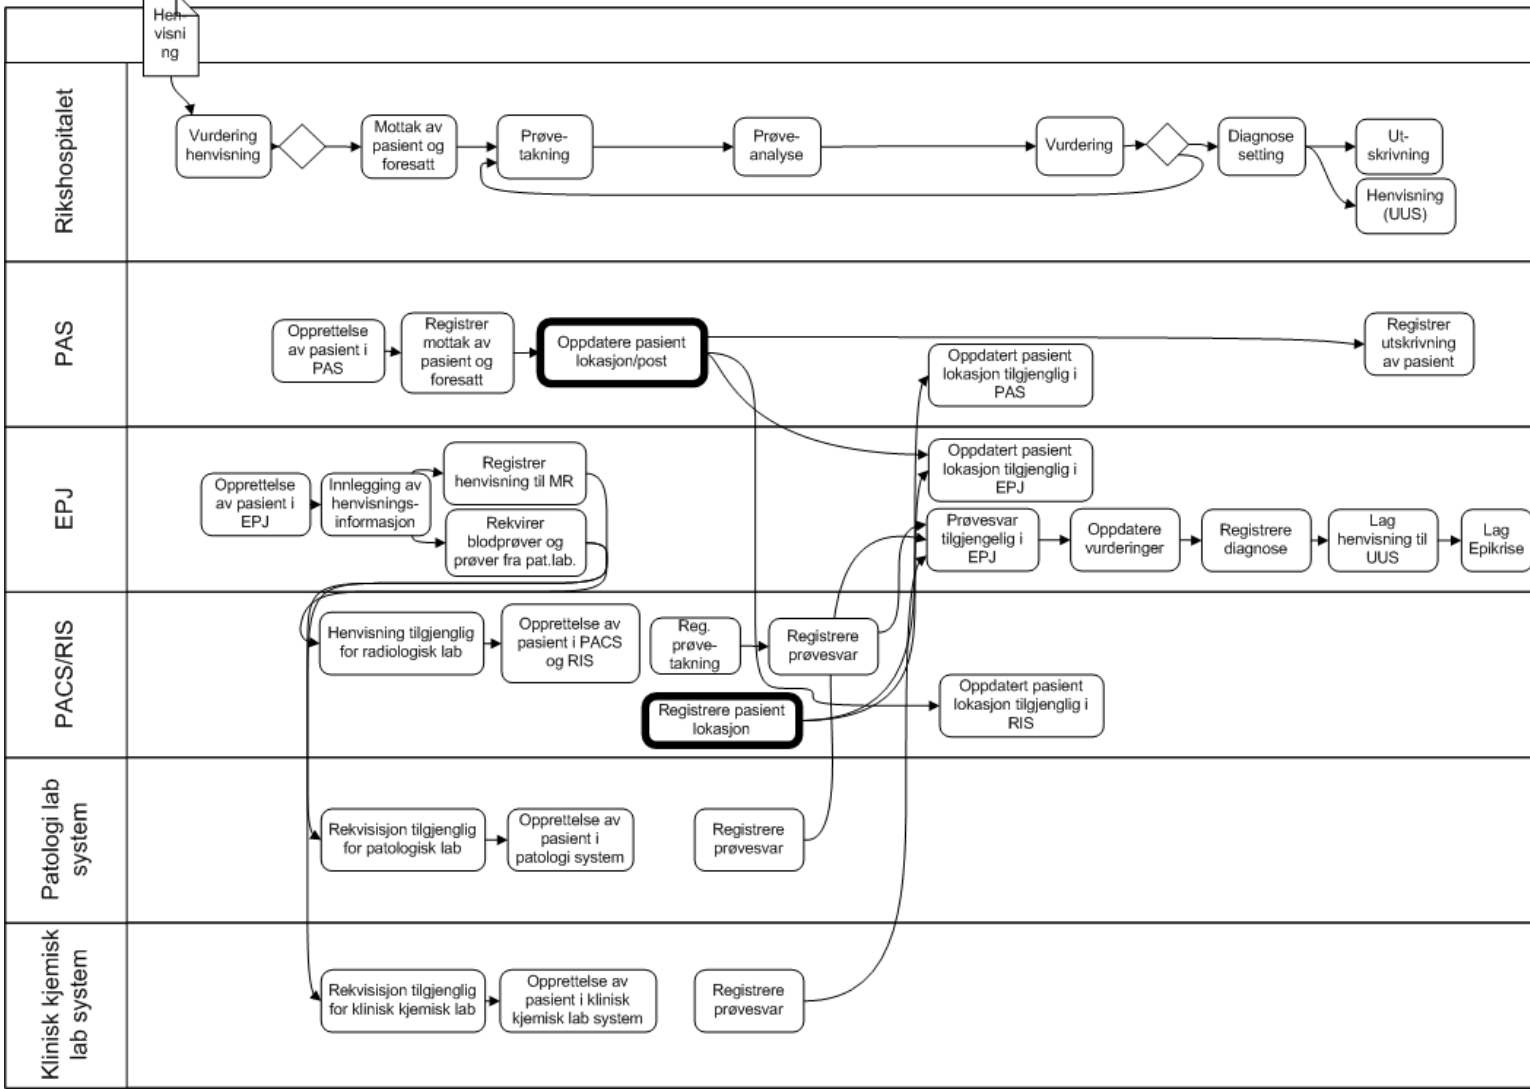 Hen-
visni
ng
Rikshospitalet
Vurdering
henvisning
Mottak av
pasient og
foresatt
Prøve-
takning
Prøve-
analyse
Vurdering
Diagnose
setting
Ut-
skrivning
Henvisning
(UUS)
PAS
Opprettelse
av pasient i
PAS
Registrer
mottak av
pasient og
foresatt
Oppdatere pasient
lokasjon/post
Oppdatert pasient
lokasjon tilgjenglig i
PAS
Registrer
utskrivning
av pasient
EPJ
Opprettelse
av pasient i
EPJ
Innlegging av
henvisnings-
informasjon
Registrer
henvisning til MR
Rekvirer
blodprøver og
prøver fra pat.lab.
Oppdatert pasient
lokasjon tilgjenglig i
EPJ
Prøvesvar
tilgjengelig i
EPJ
Oppdatere
vurderinger
Registrere
diagnose
Lag
henvisning til
UUS
Lag
Epikrise
PACS/RIS
Henvisning tilgjenglig
for radiologisk lab
Opprettelse av
pasient i PACS
og RIS
Reg.
prøve-
takning
Registrere
prøvesvar
Registrere pasient
lokasjon
Oppdatert pasient
lokasjon tilgjenglig i
RIS
Patologi lab
system
Rekvisisjon tilgjenglig
for patologisk lab
Opprettelse av
pasient i
patologi system
Registrere
prøvesvar
Klinisk kjemisk
lab system
Rekvisisjon tilgjenglig
for klinisk kjemisk lab
Opprettelse av
pasient i klinisk
kjemisk lab system
Registrere
prøvesvar